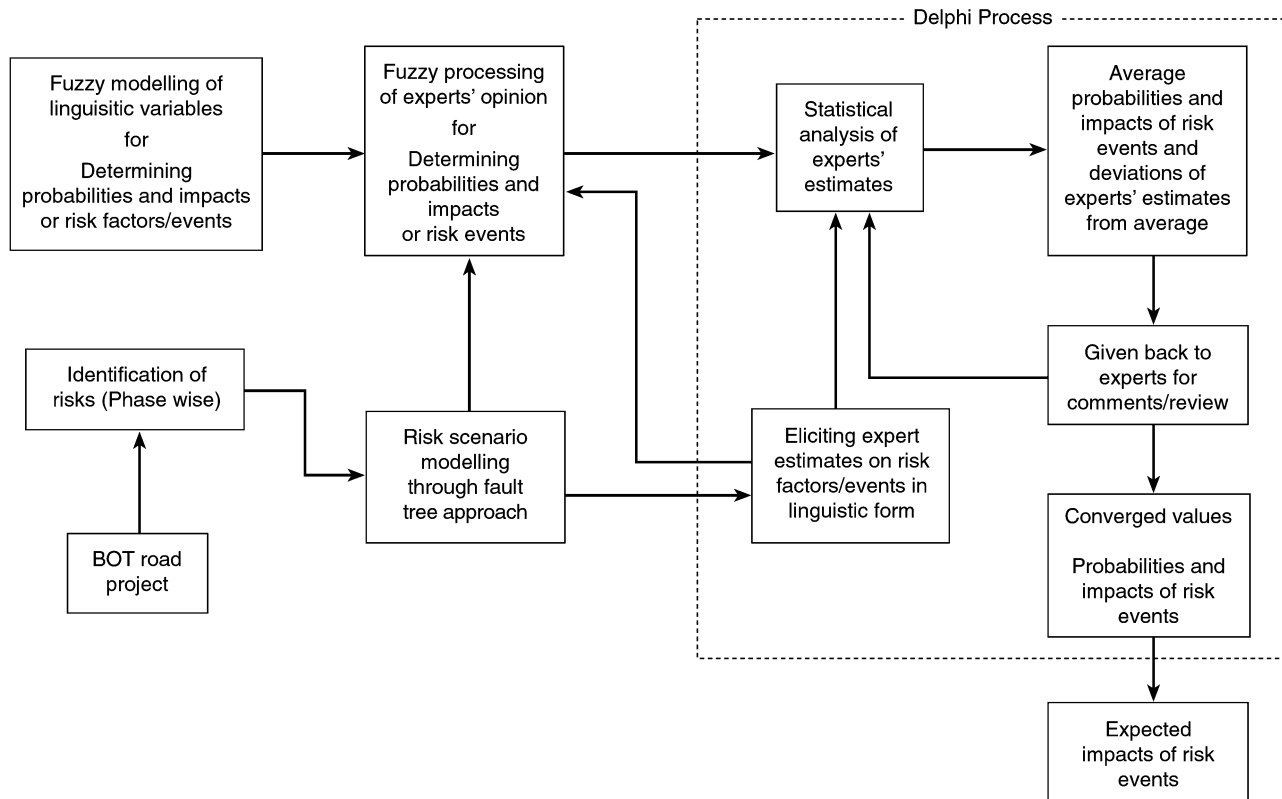 Delphi Process
Fuzzy modelling of
linguisitic variables
for
Determining
probabilities and impacts
or risk factors/events
Fuzzy processing
of experts’ opinion
for
Determining
probabilities and
impacts
or risk events
Statistical
analysis of
experts’
estimates
Average
probabilities and
impacts of risk
events and
deviations of
experts’ estimates
from average
Identification of
risks (Phase wise)
Given back to
experts for
comments/review
Risk scenario
modelling
through fault
tree approach
Eliciting expert
estimates on risk
factors/events in
linguistic form
BOT road
project
Converged values
Probabilities and
impacts of risk
events
Expected
impacts of risk
events